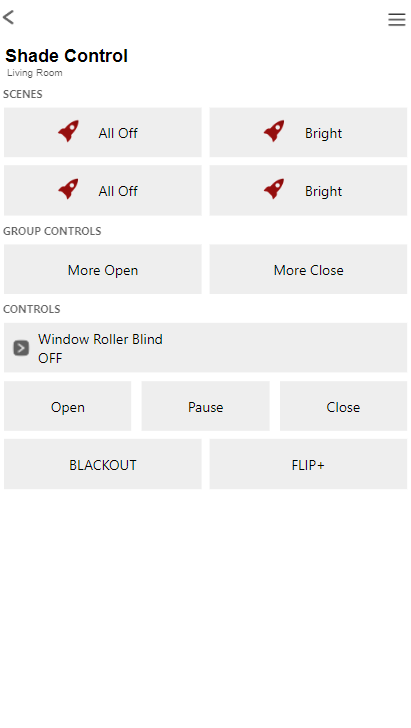 Shade Control
Living Room
SCENES
All Off
Bright
All Off
Bright
GROUP CONTROLS
More Open
More Close
CONTROLS
Window Roller Blind
OFF
Open
Pause
Close
BLACKOUT
FLIP+